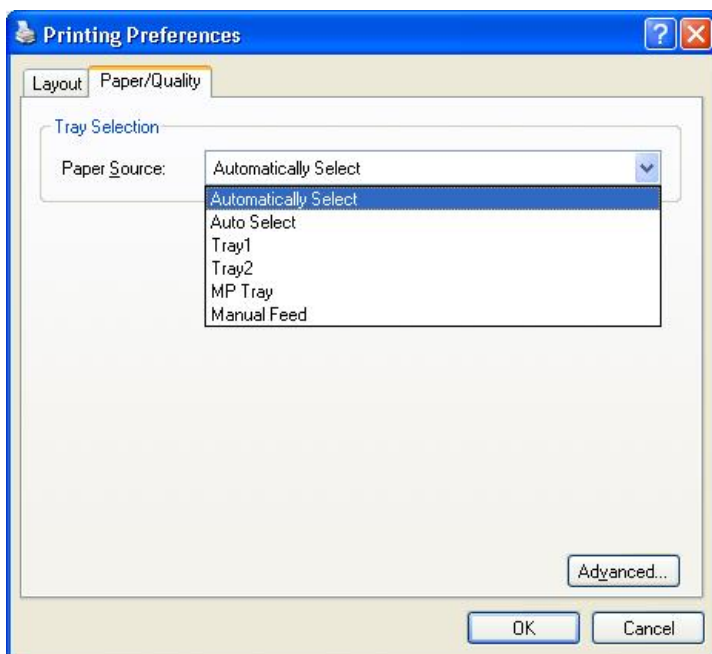 Printing Preferences
Layout
Paper/Quality
Tray Selection
Paper Source:
Automatically Select
Automatically Select
Auto Select
Tray1
Tray2
MP Tray
Manual Feed
Advanced...
OK
Cancel